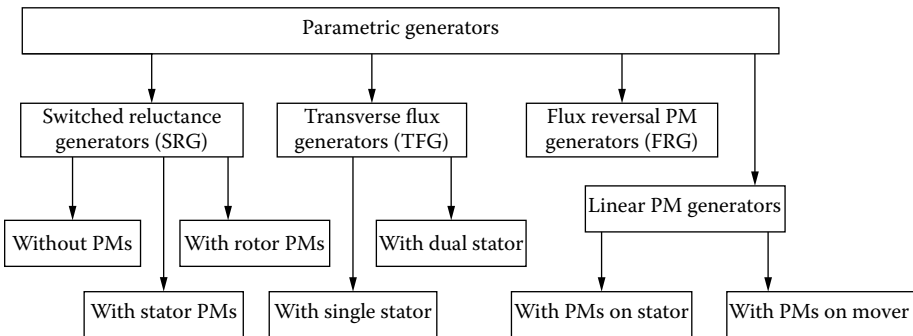 Parametric generators
Switched reluctance
generators (SRG)
Transverse flux
generators (TFG)
Flux reversal PM
generators (FRG)
Linear PM generators
Without PMs
With rotor PMs
With dual stator
With stator PMs
With single stator
With PMs on stator
With PMs on mover